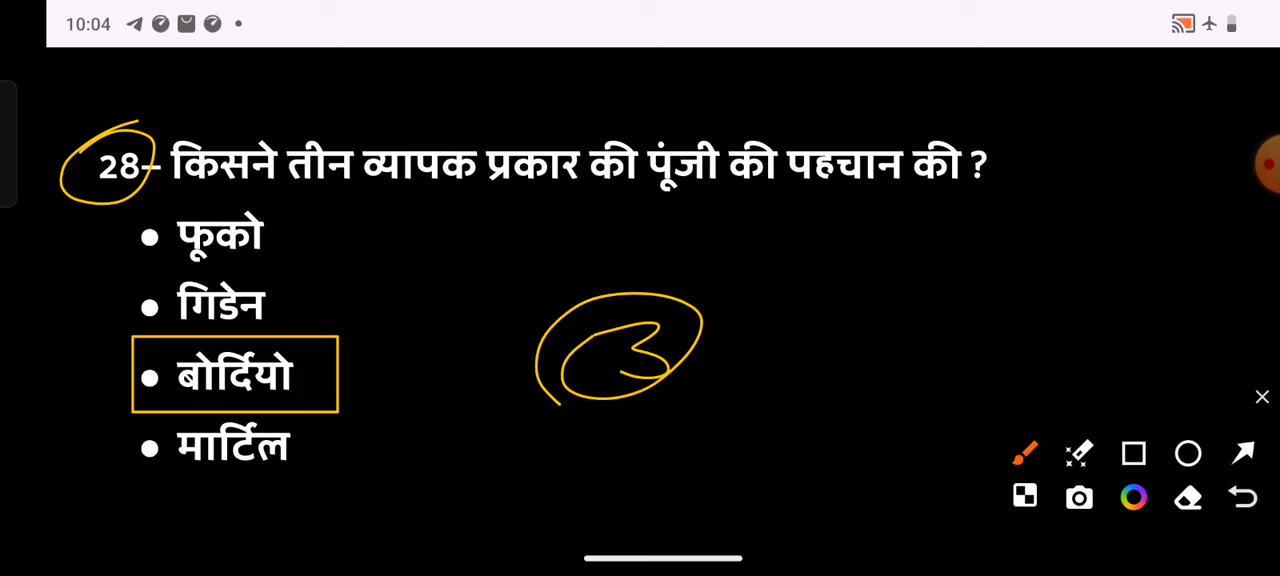 10:04
28– किसने तीन व्यापक प्रकार की पूंजी की पहचान की ?
• फूको
• गिडेन
• बोर्दियो
3
• मार्टिल